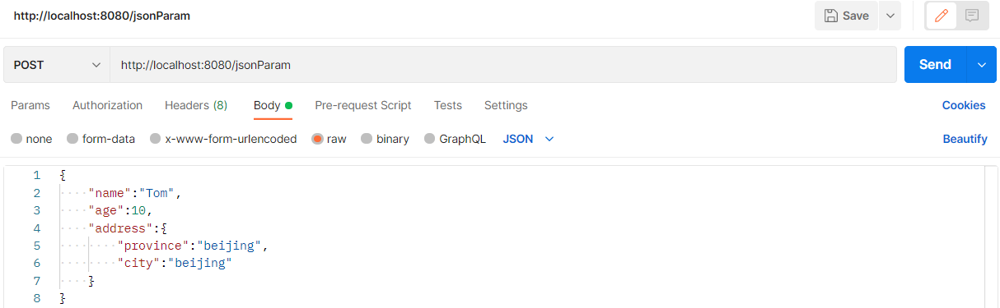 http://localhost:8080/jsonParam
Save
POST
http://localhost:8080/jsonParam
Send
Params Authorization Headers (8) Body Pre-request Script Tests Settings Cookies
none form-data x-www-form-urlencoded raw binary GraphQL JSON Beautify
1 {
2 "name":"Tom",
3 "age":10,
4 "address":{
5 "province":"beijing",
6 "city":"beijing"
7 }
8 }